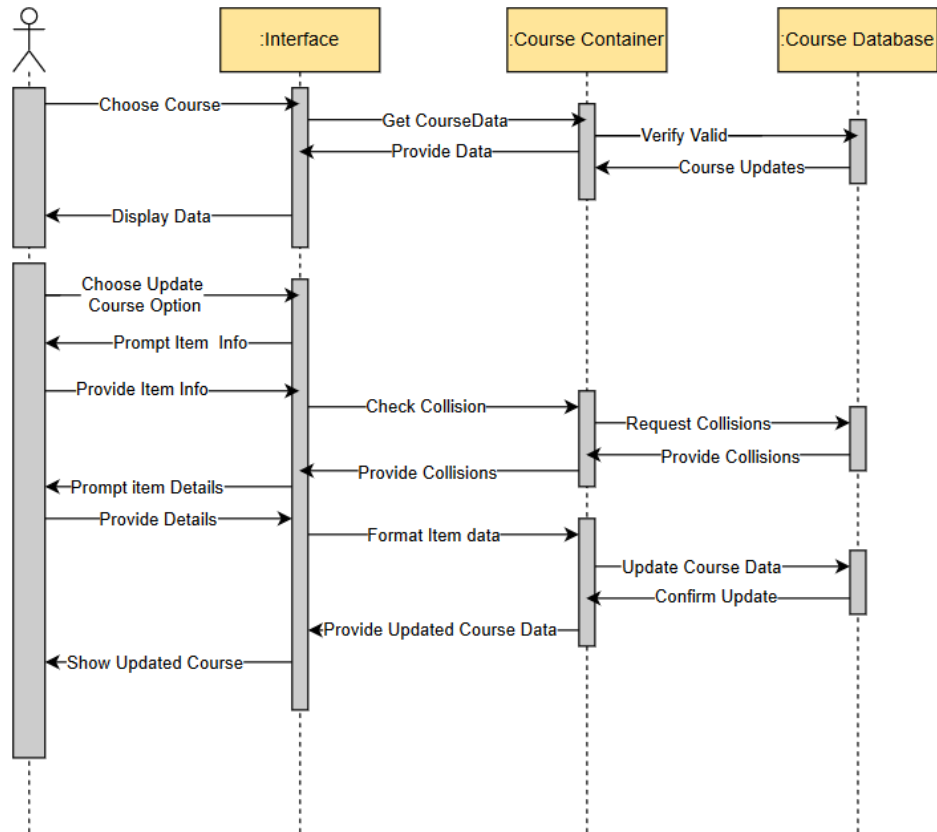 :Interface
:Course Container
:Course Database
Choose Course
Get CourseData
Verify Valid
Provide Data
Course Updates
Display Data
Choose Update
Course Option
Prompt Item Info
Provide Item Info
Check Collision
Request Collisions
Provide Collisions
Provide Collisions
Prompt item Details
Provide Details
Format Item data
Update Course Data
Confirm Update
Provide Updated Course Data
Show Updated Course